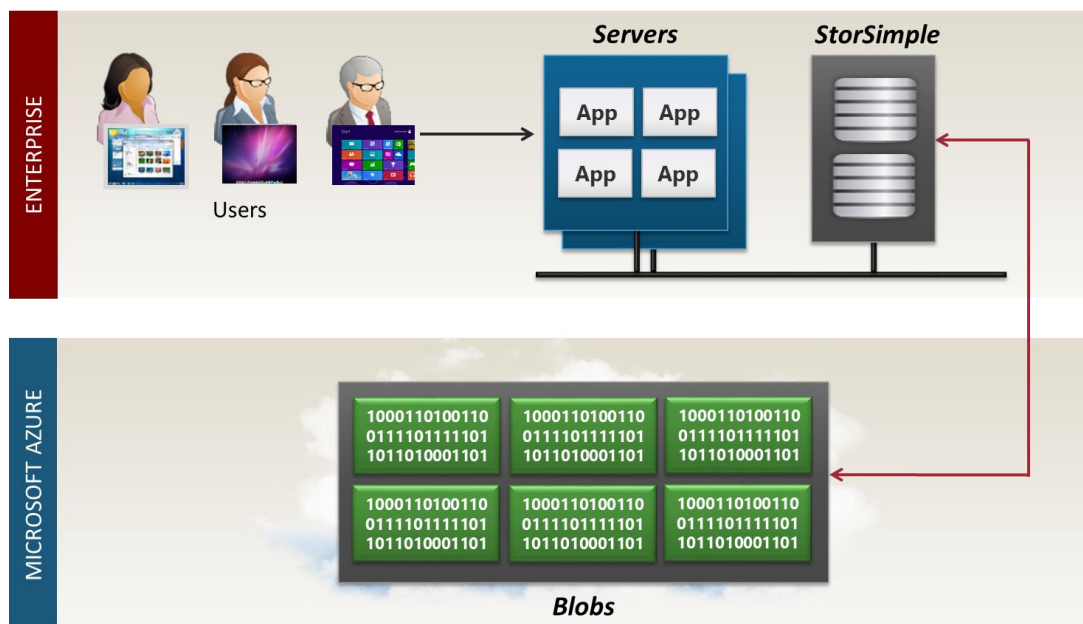 ENTERPRISE
Users
Servers
StorSimple
App App
App App
Start
MICROSOFT AZURE
1000110100110 1000110100110 1000110100110
0111101111101 0111101111101 0111101111101
1011010001101 1011010001101 1011010001101
1000110100110 1000110100110 1000110100110
0111101111101 0111101111101 0111101111101
1011010001101 1011010001101 1011010001101
Blobs